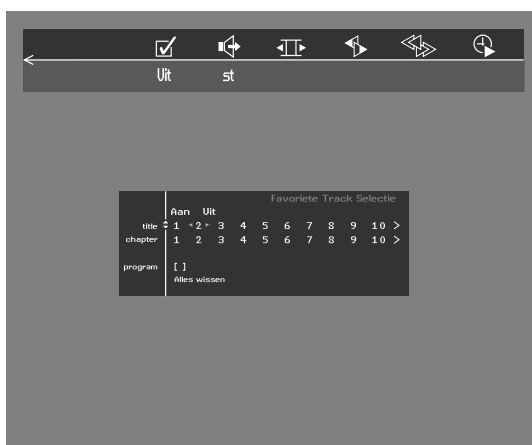 Uit st
Favoriete Track Selectie
Aan Uit
title 1 2 3 4 5 6 7 8 9 10 >
chapter 1 2 3 4 5 6 7 8 9 10 >
program [ ]
Alles wissen